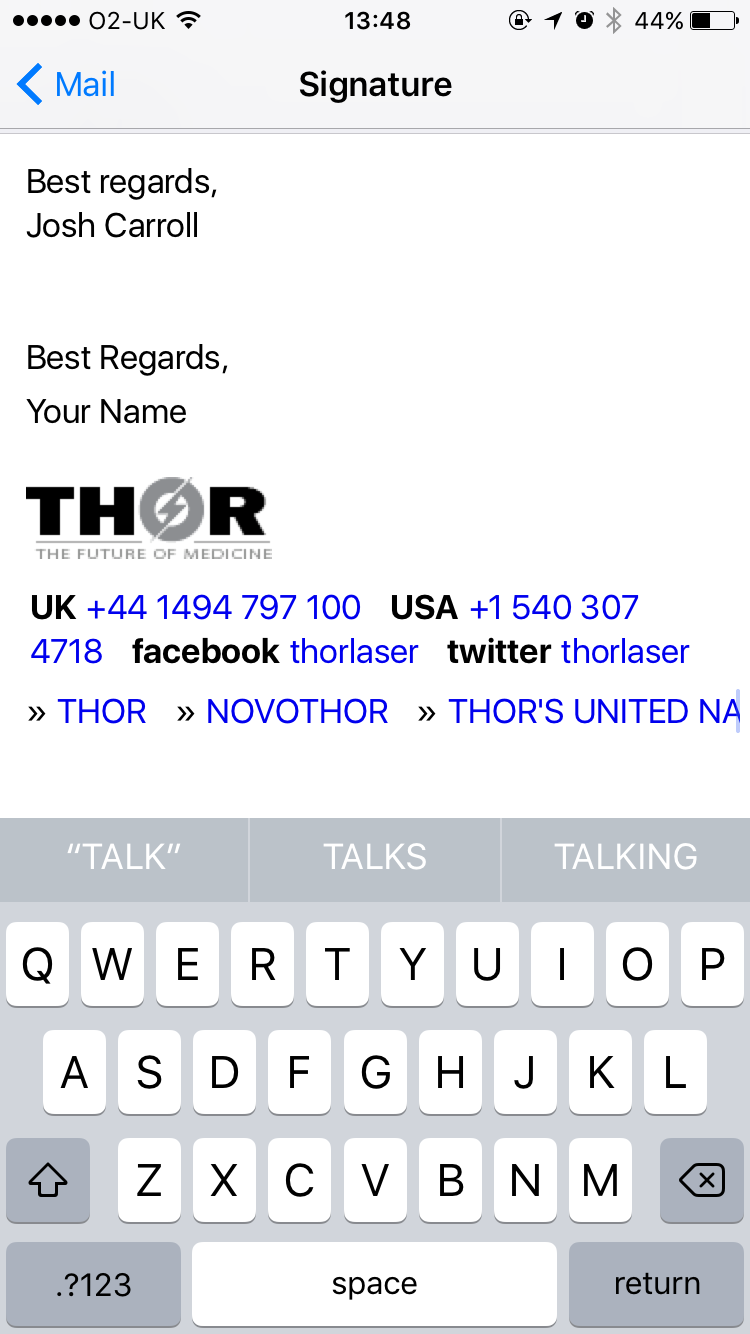 O2-UK 13:48 44%
Mail Signature
Best regards,
Josh Carroll
Best Regards,
Your Name
THOR
THE FUTURE OF MEDICINE
UK +44 1494 797 100 USA +1 540 307
4718 facebook thorlaser twitter thorlaser
» THOR » NOVOTHOR » THOR'S UNITED NA
“TALK” TALKS TALKING
Q W E R T Y U I O P
A S D F G H J K L
Z X C V B N M
.?123 space return